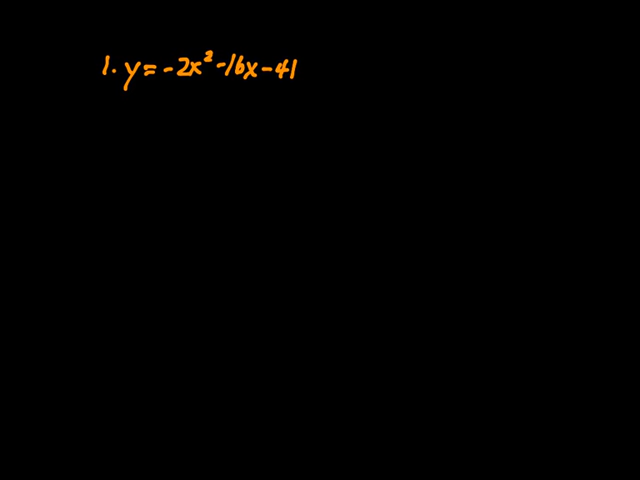 1. y = -2x² -16x - 41